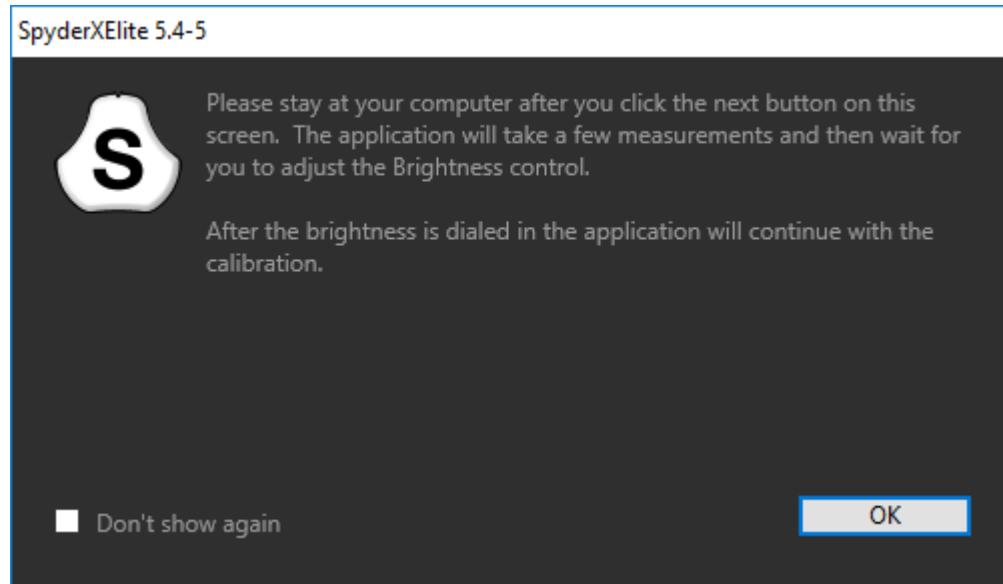 SpyderXElite 5.4-5
S
Please stay at your computer after you click the next button on this
screen.  The application will take a few measurements and then wait for
you to adjust the Brightness control.
After the brightness is dialed in the application will continue with the
calibration.
Don't show again
OK